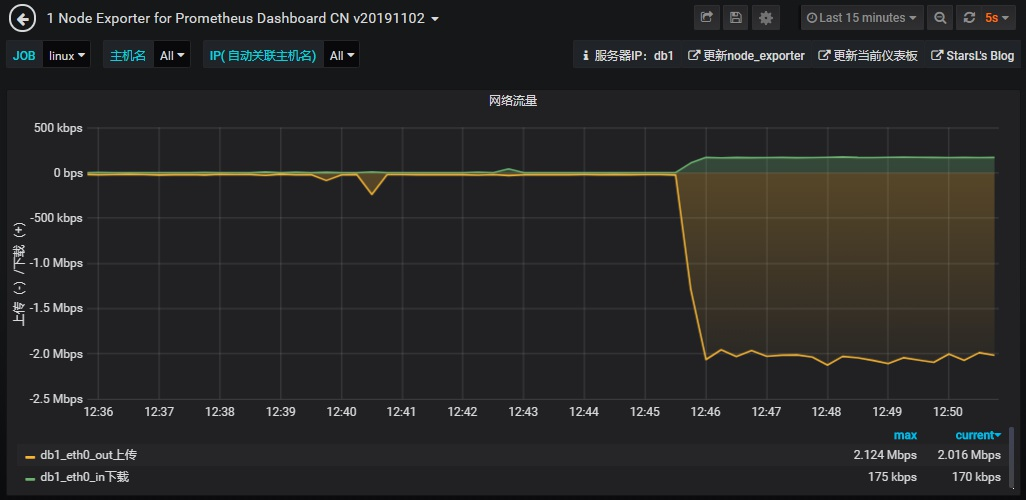 1 Node Exporter for Prometheus Dashboard CN v20191102
Last 15 minutes
5s
JOB linux 主机名 All IP( 自动关联主机名) All
服务器IP：db1 更新node_exporter 更新当前仪表板 StarsL's Blog
网络流量
上传（-）/下载（+）
500 kbps
0 bps
-500 kbps
-1.0 Mbps
-1.5 Mbps
-2.0 Mbps
-2.5 Mbps
12:36 12:37 12:38 12:39 12:40 12:41 12:42 12:43 12:44 12:45 12:46 12:47 12:48 12:49 12:50
max current
db1_eth0_out上传 2.124 Mbps 2.016 Mbps
db1_eth0_in下载 175 kbps 170 kbps